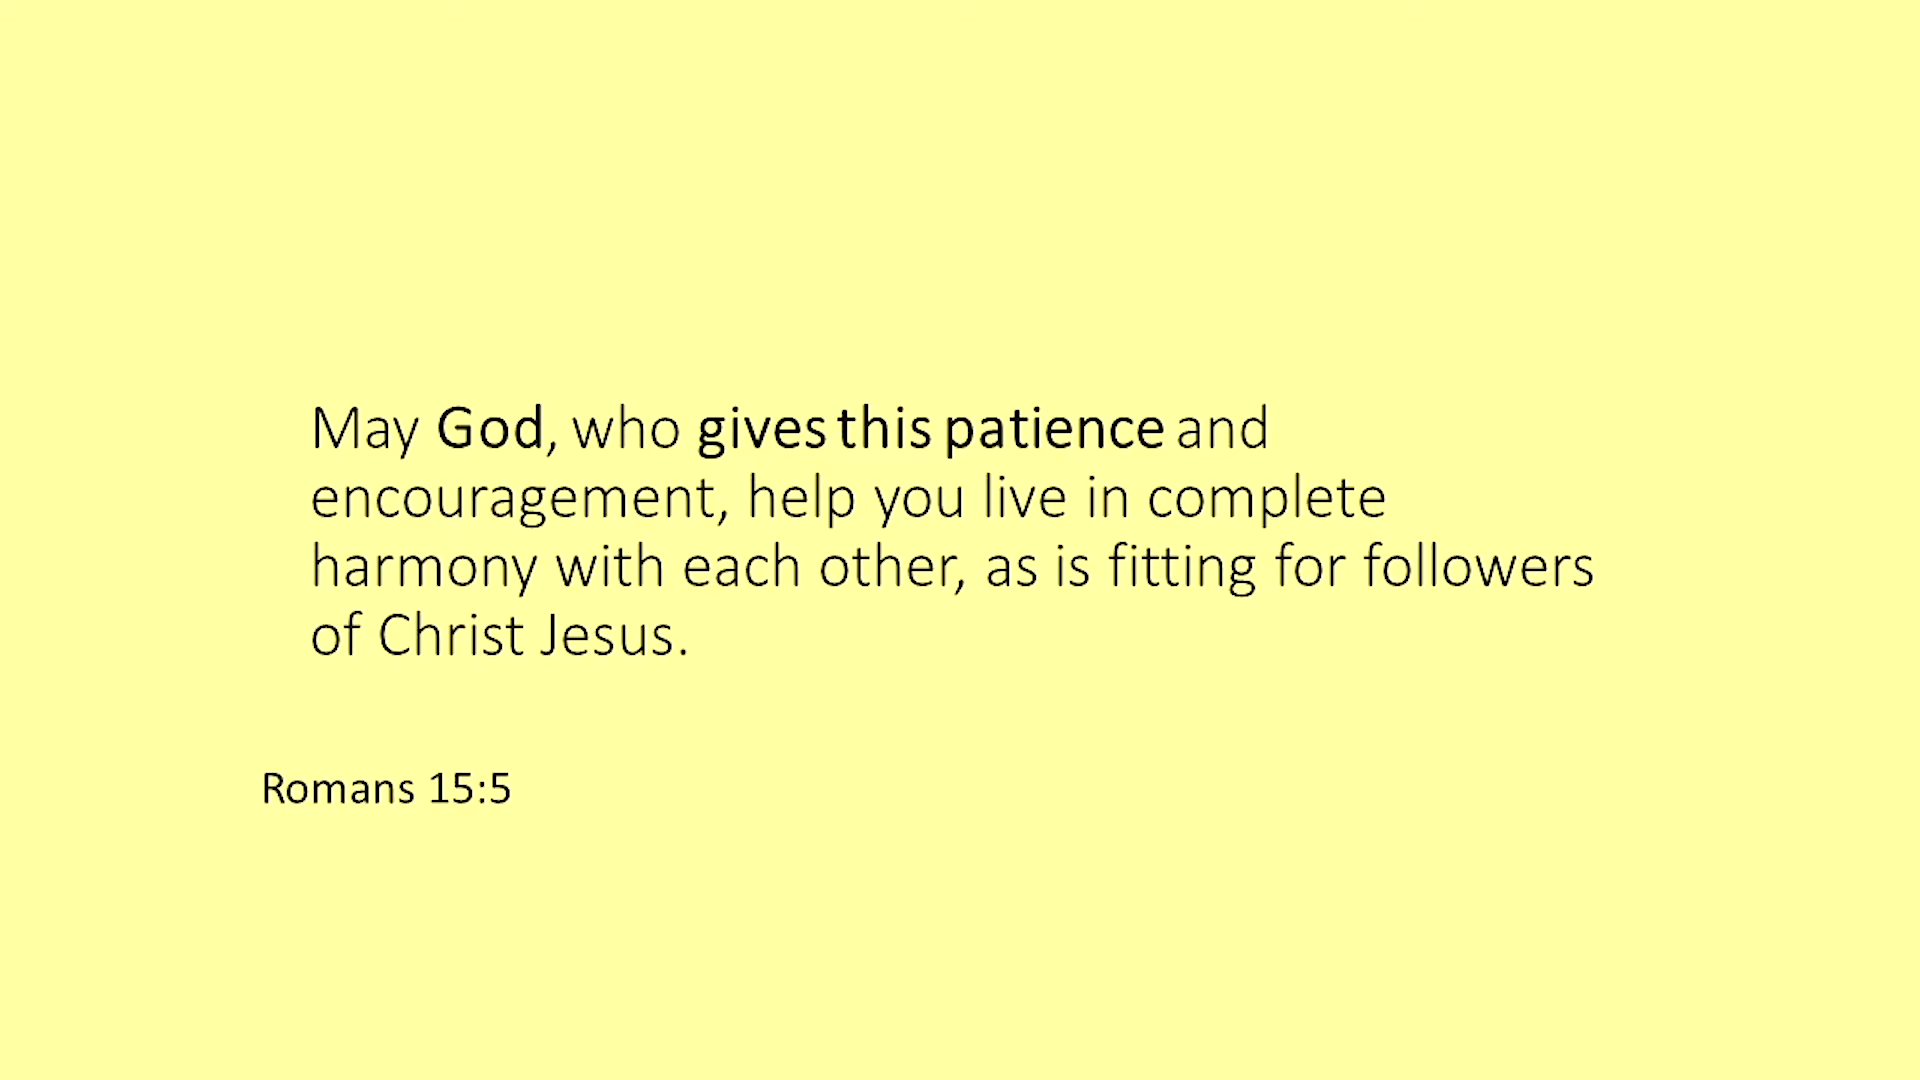 May God, who gives this patience and
encouragement, help you live in complete
harmony with each other, as is fitting for followers
of Christ Jesus.
Romans 15:5